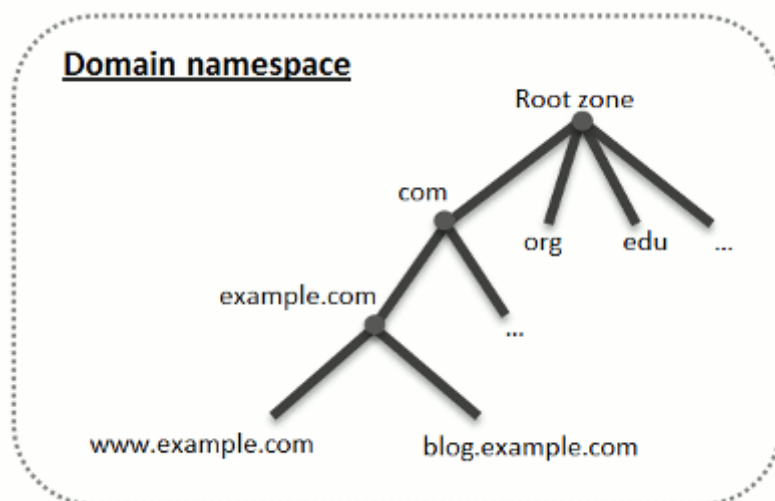 Domain namespace
Root zone
com
org edu ...
example.com
...
www.example.com blog.example.com